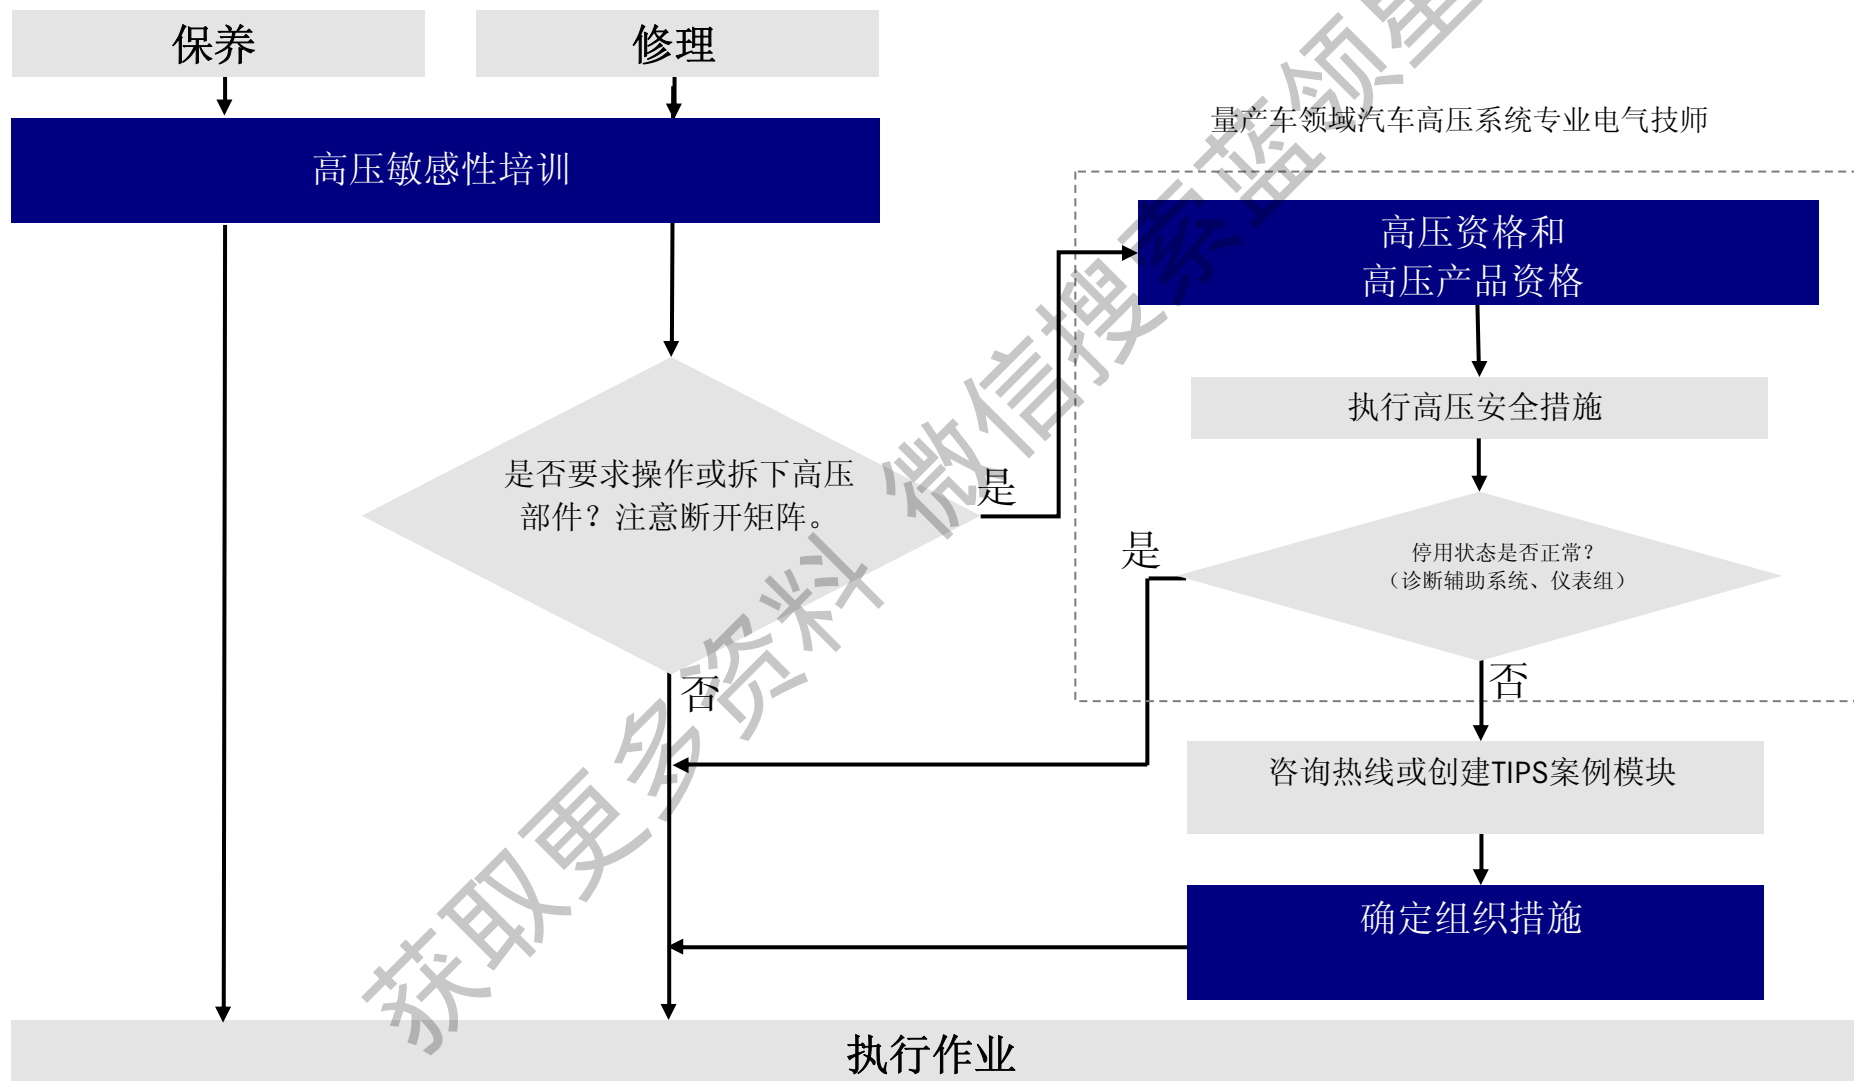 保养
修理
高压敏感性培训
量产车领域汽车高压系统专业电气技师
高压资格和
高压产品资格
执行高压安全措施
是否要求操作或拆下高压
部件？注意断开矩阵。
是
是
停用状态是否正常？
（诊断辅助系统、仪表组）
否
否
咨询热线或创建TIPS案例模块
确定组织措施
执行作业
获取更多资料 微信搜索蓝领星